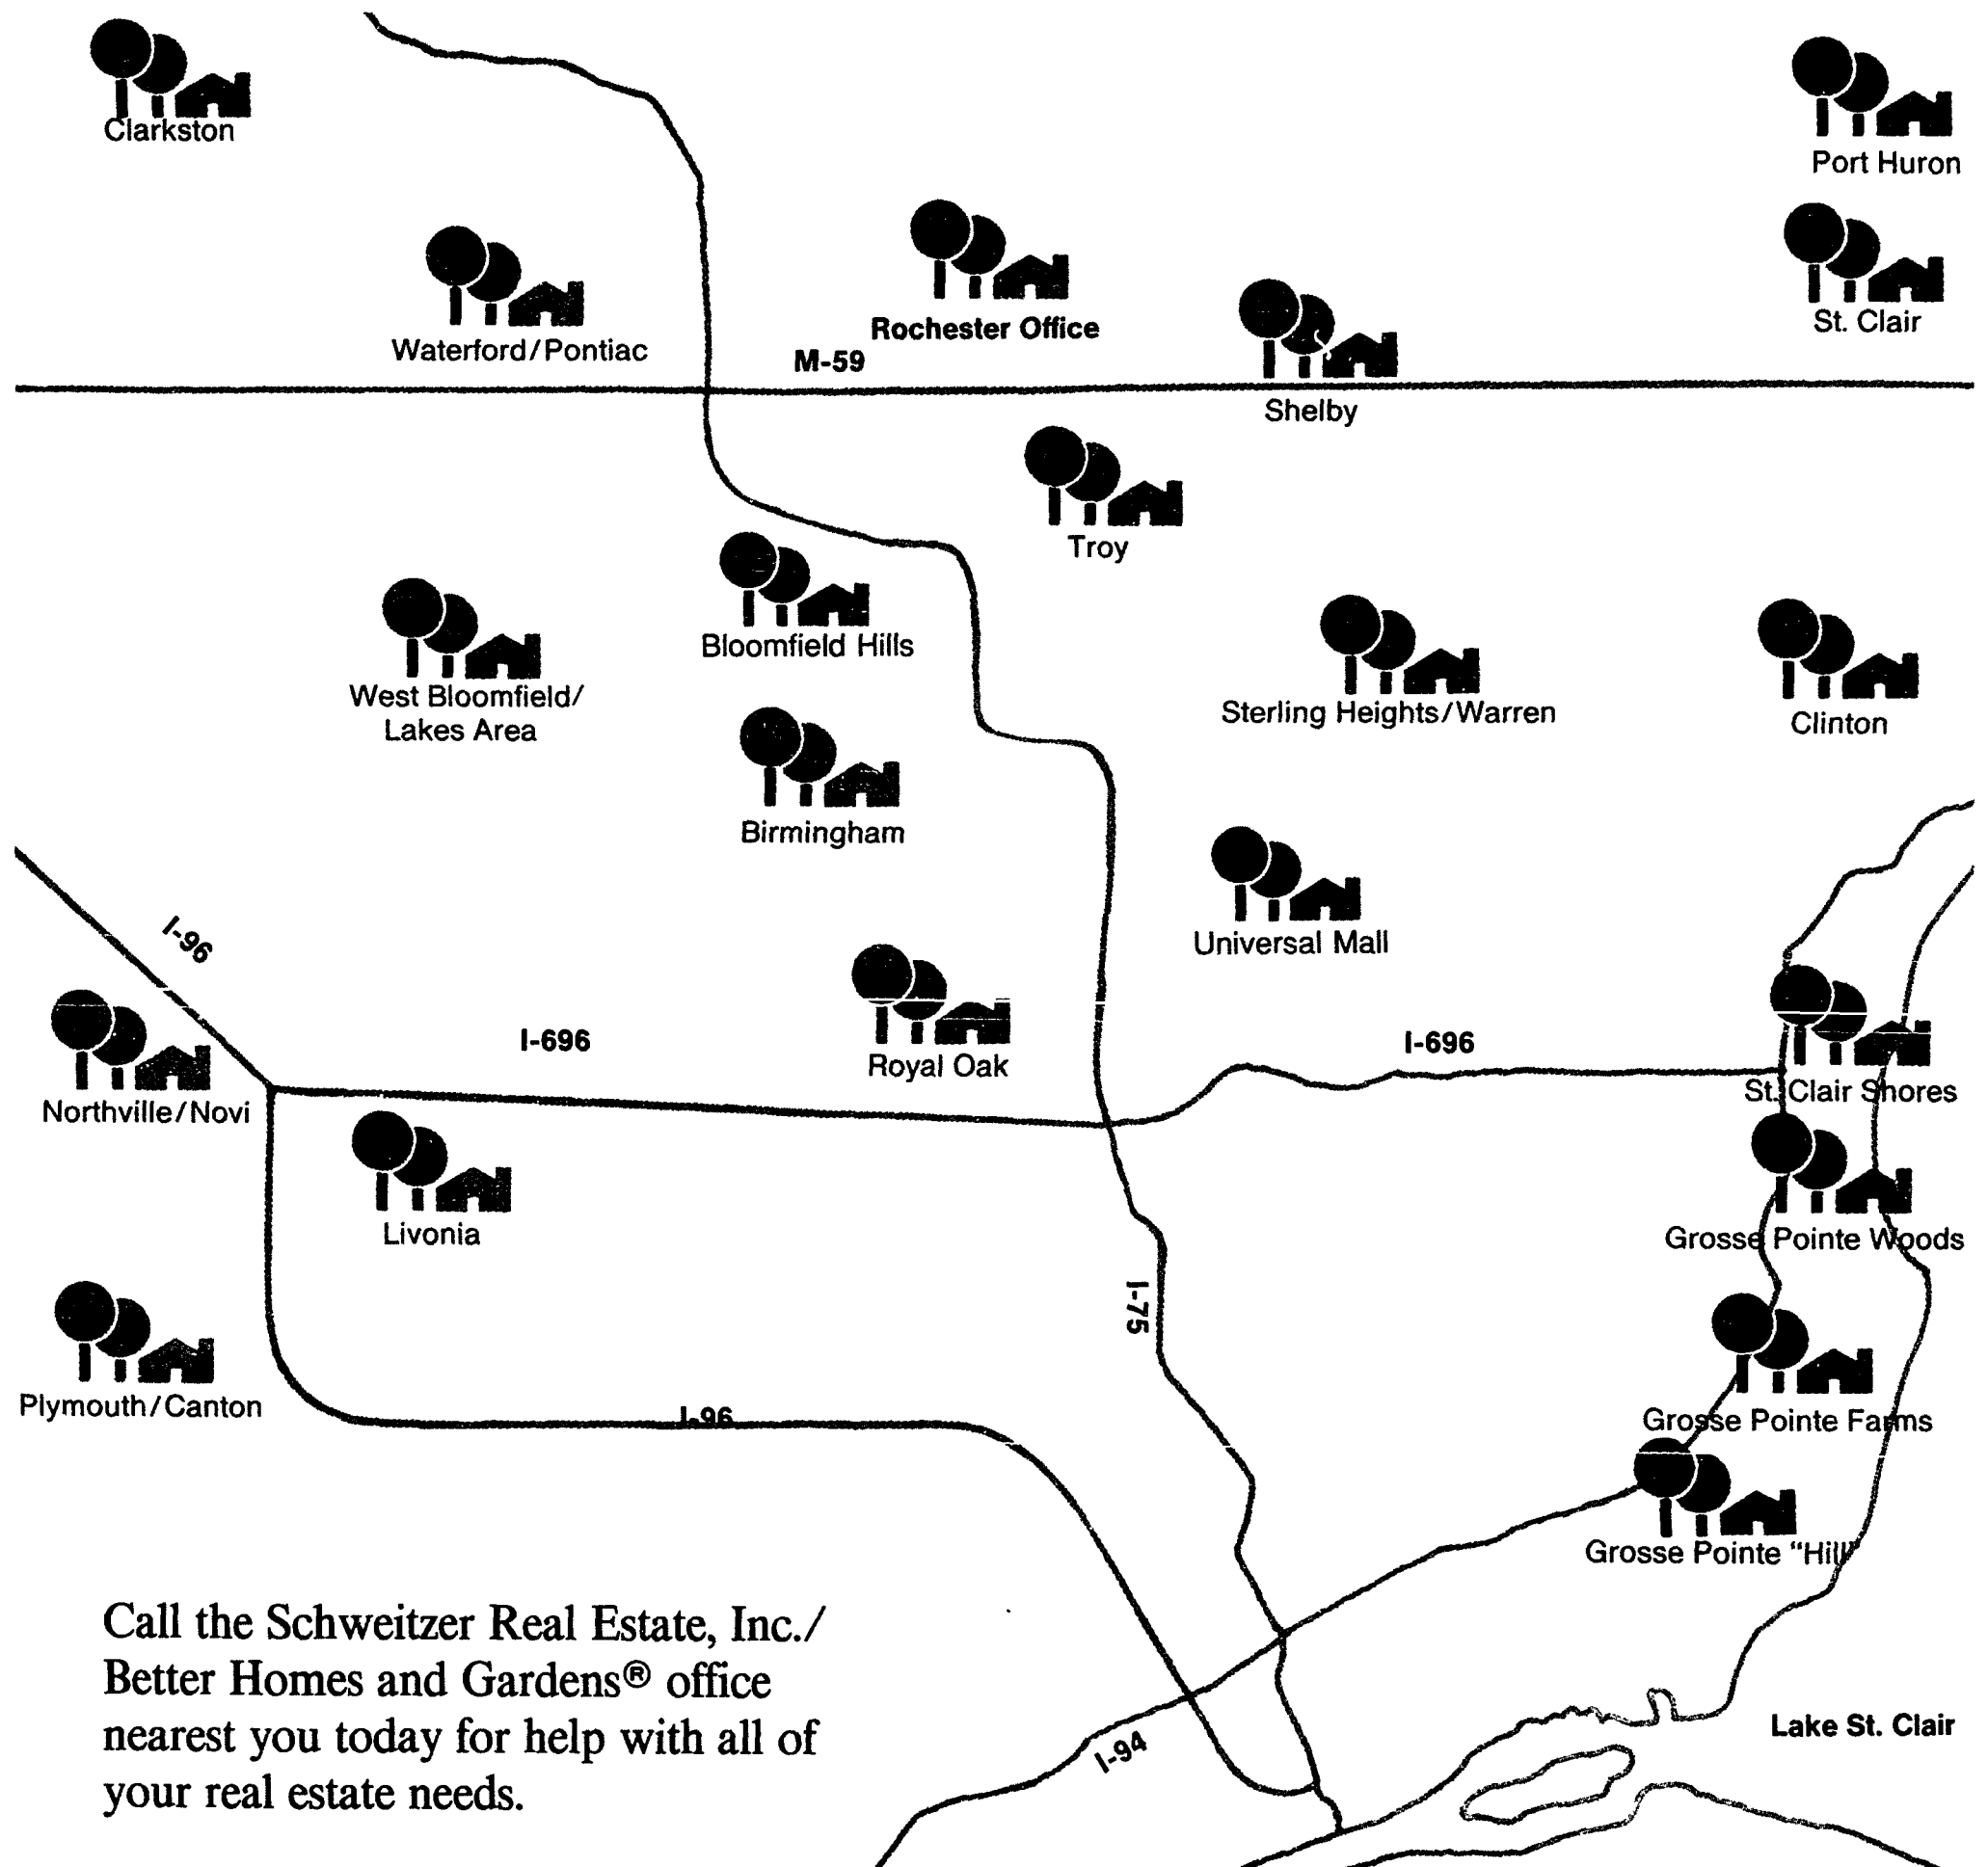 Clarkston
Port Huron
St. Clair
Waterford/Pontiac
Rochester Office
M-59
Shelby
Troy
Bloomfield Hills
West Bloomfield/
Lakes Area
Sterling Heights/Warren
Clinton
Birmingham
I-96
Universal Mall
I-696
Royal Oak
I-696
St. Clair Shores
Northville/Novi
Livonia
Grosse Pointe Woods
I-75
Plymouth/Canton
I-96
Grosse Pointe Farms
Grosse Pointe “Hill”
Call the Schweitzer Real Estate, Inc./
Better Homes and Gardens® office
nearest you today for help with all of
your real estate needs.
Lake St. Clair
I-94